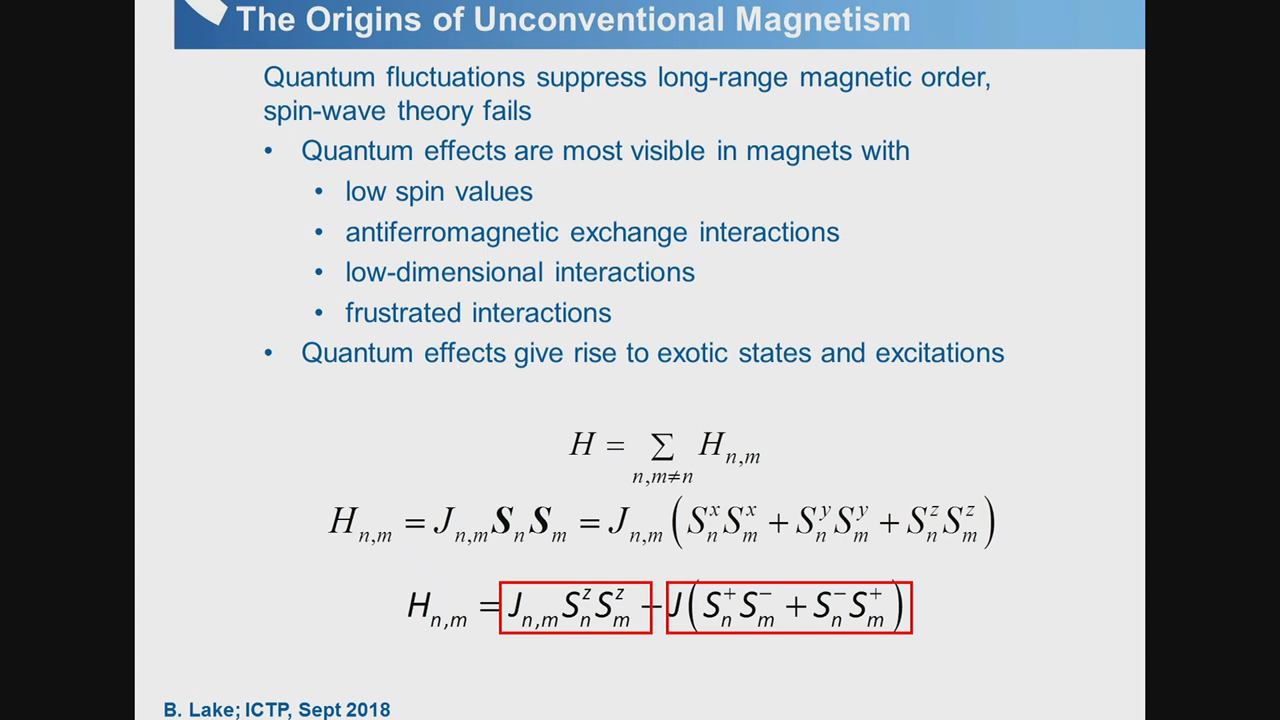 The Origins of Unconventional Magnetism
Quantum fluctuations suppress long-range magnetic order,
spin-wave theory fails
• Quantum effects are most visible in magnets with
• low spin values
• antiferromagnetic exchange interactions
• low-dimensional interactions
• frustrated interactions
• Quantum effects give rise to exotic states and excitations
H = ∑_{n,m≠n} H_{n,m}
H_{n,m} = J_{n,m} S_n S_m = J_{n,m} (S_n^x S_m^x + S_n^y S_m^y + S_n^z S_m^z)
H_{n,m} = J_{n,m} S_n^z S_m^z + J (S_n^+ S_m^− + S_n^− S_m^+)
B. Lake; ICTP, Sept 2018